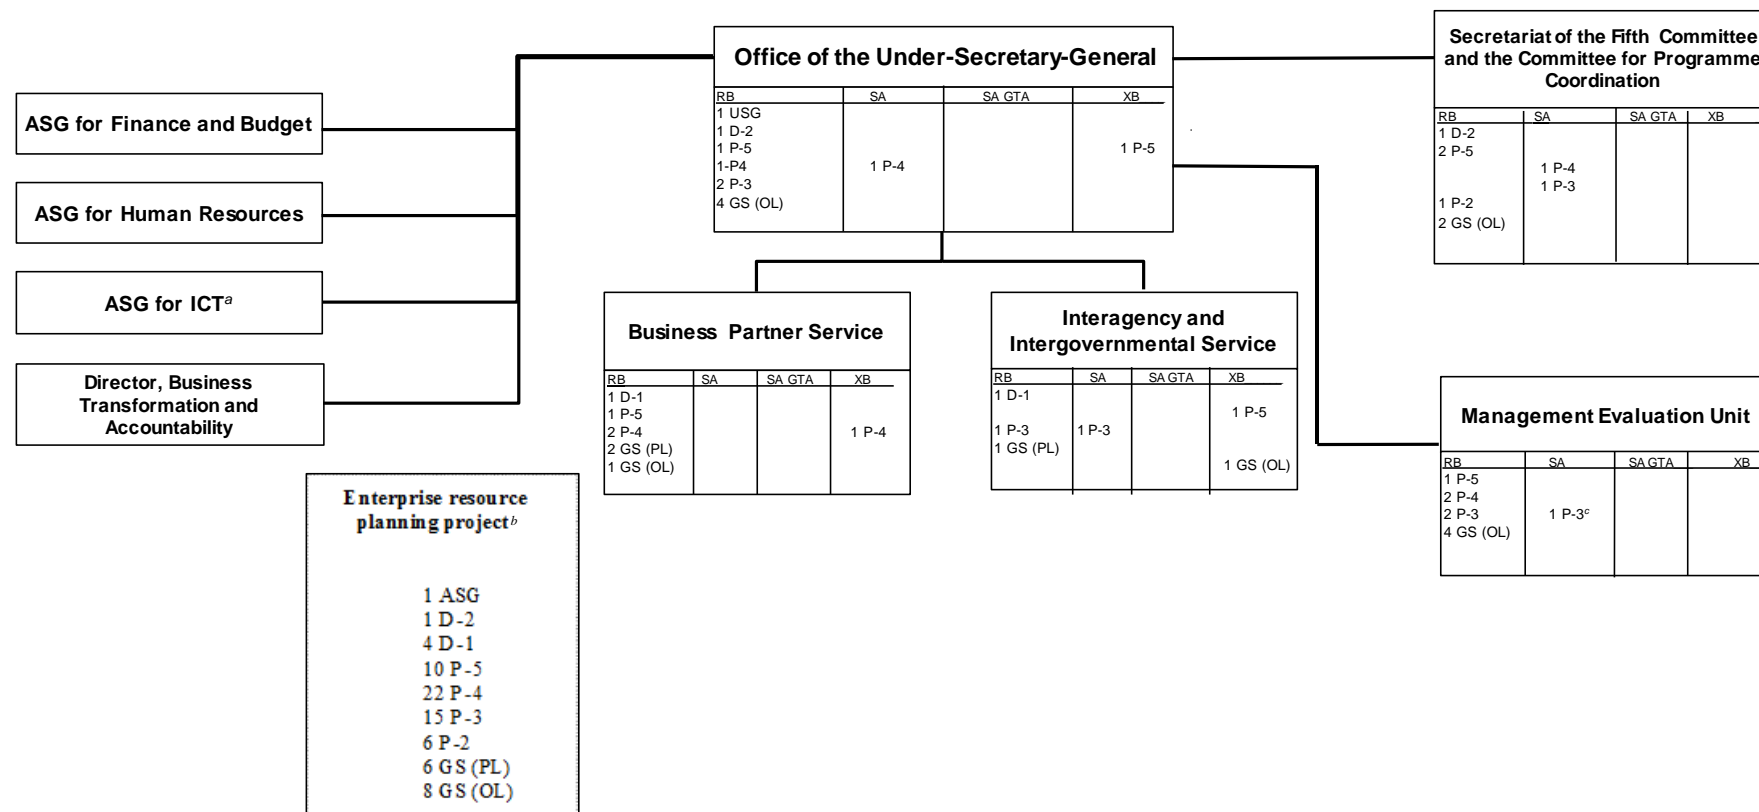 Office of the Under-Secretary-General
RB SA SA GTA XB
1 USG
1 D-2
1 P-5 1 P-5
1-P4 1 P-4
2 P-3
4 GS (OL)
Secretariat of the Fifth Committee
and the Committee for Programme
Coordination
RB SA SA GTA XB
1 D-2
2 P-5
1 P-4
1 P-3
1 P-2
2 GS (OL)
ASG for Finance and Budget
ASG for Human Resources
ASG for ICTa
Director, Business
Transformation and
Accountability
Business Partner Service
RB SA SA GTA XB
1 D-1
1 P-5
2 P-4 1 P-4
2 GS (PL)
1 GS (OL)
Interagency and
Intergovernmental Service
RB SA SA GTA XB
1 D-1
1 P-5
1 P-3 1 P-3
1 GS (PL)
1 GS (OL)
Management Evaluation Unit
RB SA SA GTA XB
1 P-5
2 P-4
2 P-3 1 P-3c
4 GS (OL)
Enterprise resource
planning project b
1 ASG
1 D-2
4 D-1
10 P-5
22 P-4
15 P-3
6 P-2
6 GS (PL)
8 GS (OL)